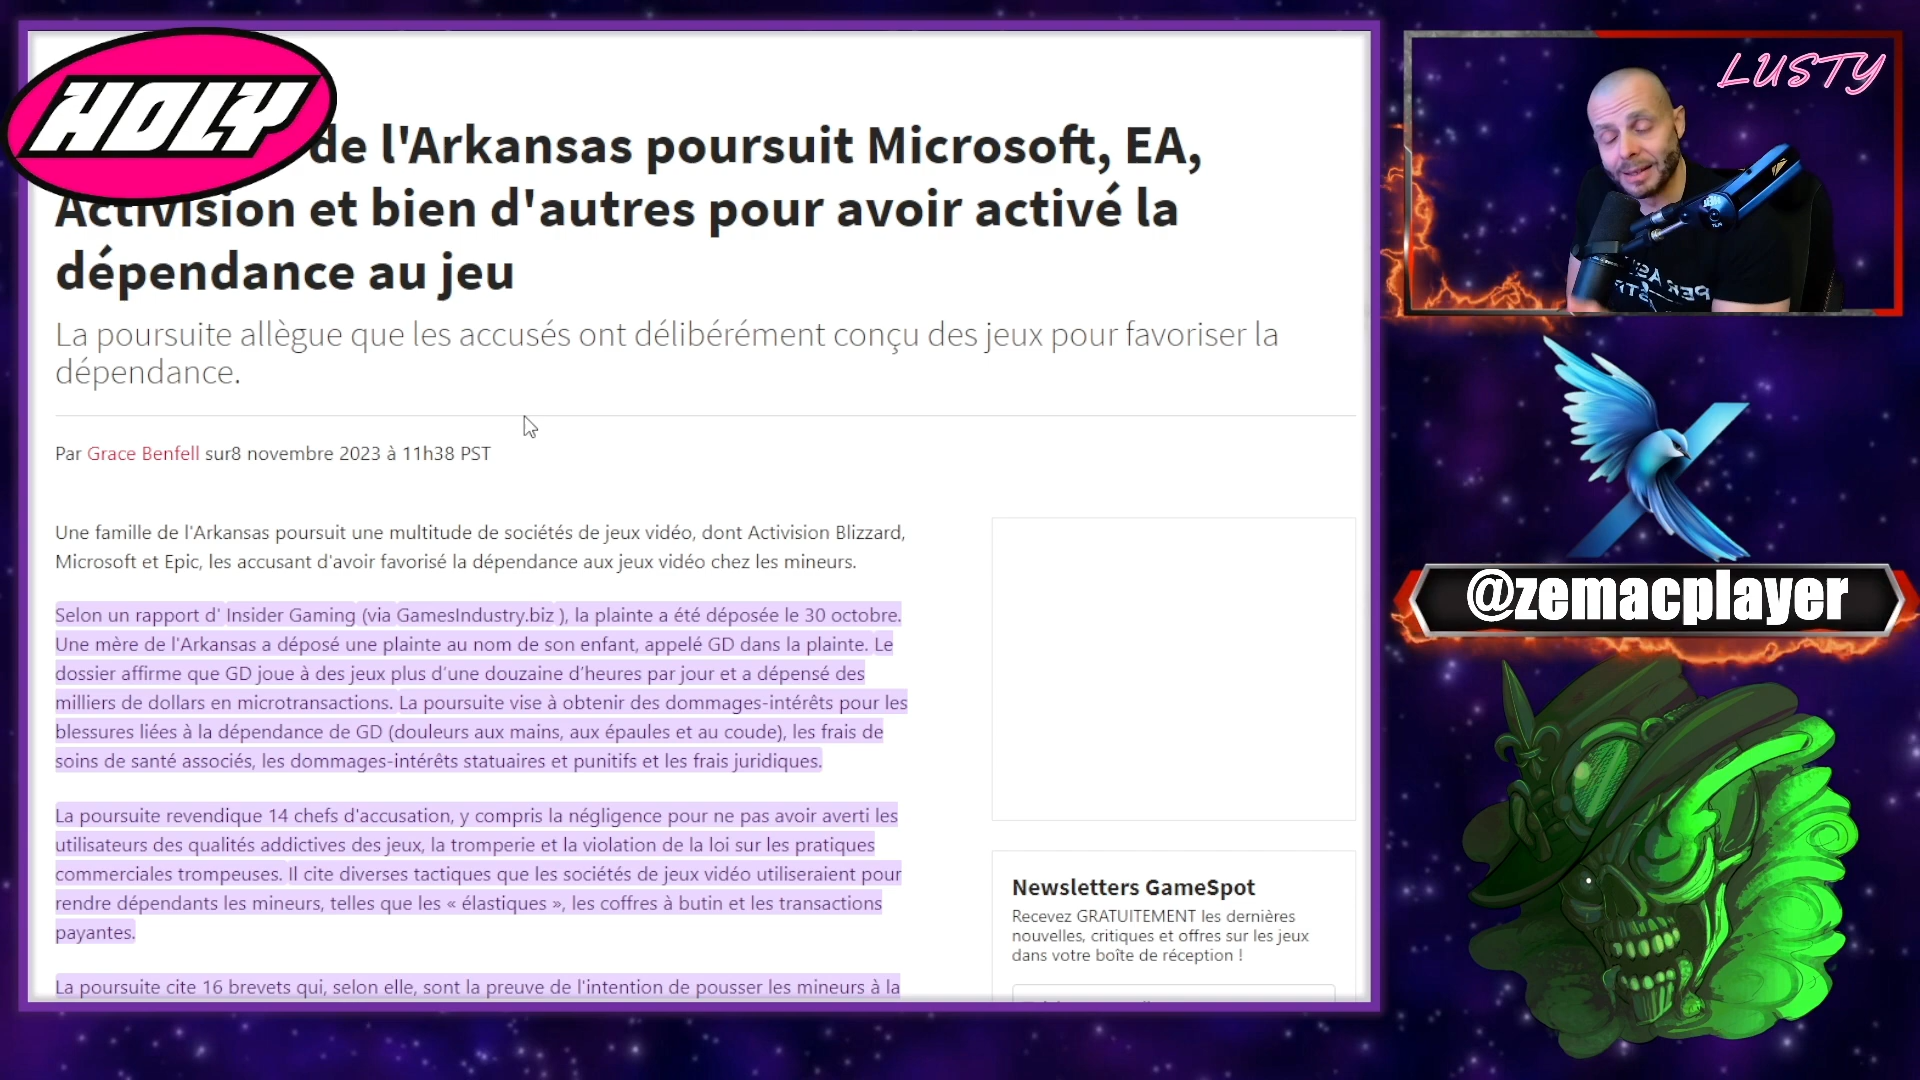 HOLY
LUSTY
de l'Arkansas poursuit Microsoft, EA,
Activision et bien d'autres pour avoir activé la
dépendance au jeu
La poursuite allègue que les accusés ont délibérément conçu des jeux pour favoriser la
dépendance.
Par Grace Benfell sur8 novembre 2023 à 11h38 PST
Une famille de l'Arkansas poursuit une multitude de sociétés de jeux vidéo, dont Activision Blizzard,
Microsoft et Epic, les accusant d'avoir favorisé la dépendance aux jeux vidéo chez les mineurs.
Selon un rapport d' Insider Gaming (via GamesIndustry.biz ), la plainte a été déposée le 30 octobre.
Une mère de l'Arkansas a déposé une plainte au nom de son enfant, appelé GD dans la plainte. Le
dossier affirme que GD joue à des jeux plus d’une douzaine d’heures par jour et a dépensé des
milliers de dollars en microtransactions. La poursuite vise à obtenir des dommages-intérêts pour les
blessures liées à la dépendance de GD (douleurs aux mains, aux épaules et au coude), les frais de
soins de santé associés, les dommages-intérêts statuaires et punitifs et les frais juridiques.
La poursuite revendique 14 chefs d'accusation, y compris la négligence pour ne pas avoir averti les
utilisateurs des qualités addictives des jeux, la tromperie et la violation de la loi sur les pratiques
commerciales trompeuses. Il cite diverses tactiques que les sociétés de jeux vidéo utiliseraient pour
rendre dépendants les mineurs, telles que les « élastiques », les coffres à butin et les transactions
payantes.
La poursuite cite 16 brevets qui, selon elle, sont la preuve de l'intention de pousser les mineurs à la
Newsletters GameSpot
Recevez GRATUITEMENT les dernières
nouvelles, critiques et offres sur les jeux
dans votre boîte de réception !
@zemacplayer